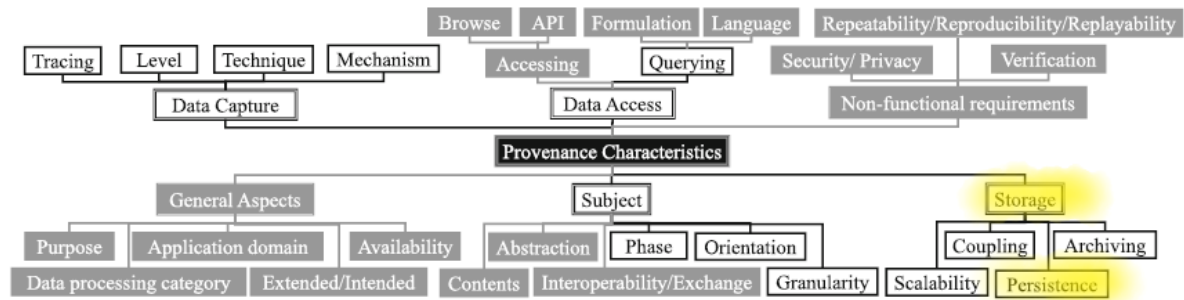 Browse API Formulation Language Repeatability/Reproducibility/Replayability
Tracing Level Technique Mechanism Accessing Querying Security/ Privacy Verification
Data Capture Data Access Non-functional requirements
Provenance Characteristics
General Aspects Subject Storage
Purpose Application domain Availability Abstraction Phase Orientation Coupling Archiving
Data processing category Extended/Intended Contents Interoperability/Exchange Granularity Scalability Persistence